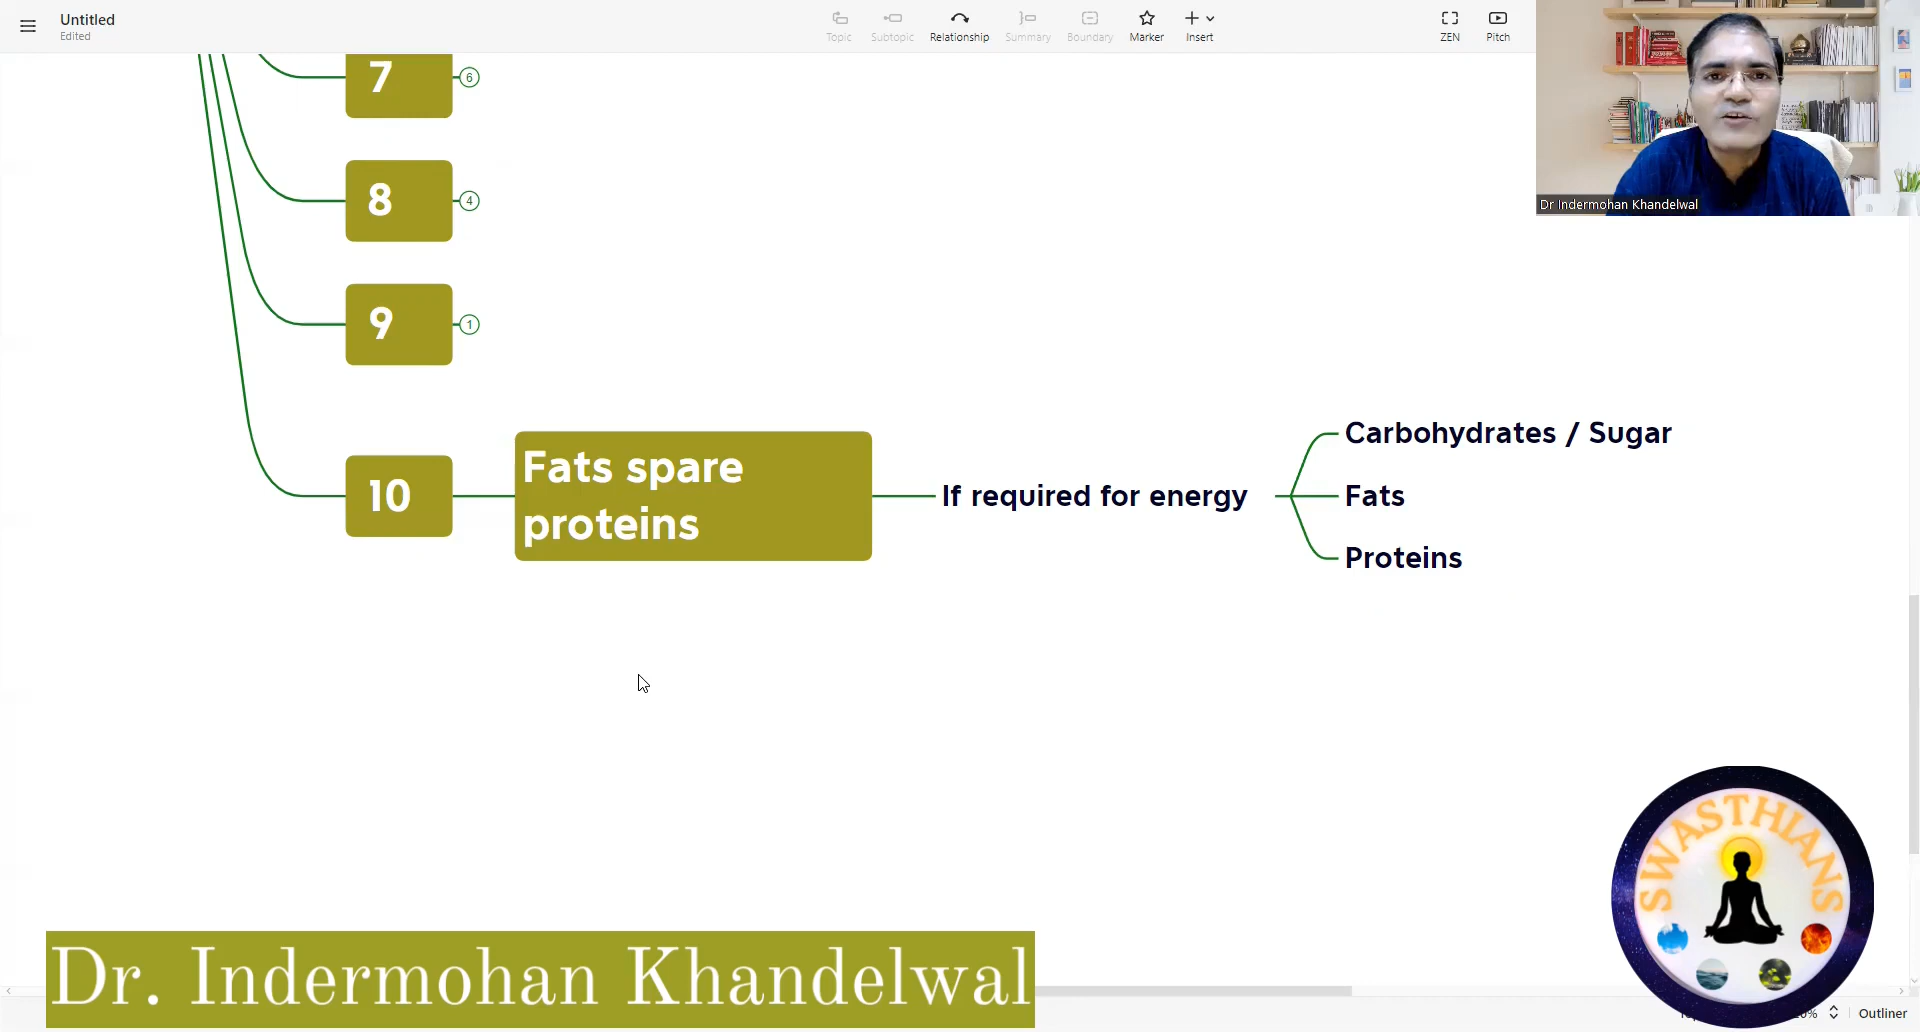 Untitled
Edited
Topic
Subtopic
Relationship
Summary
Boundary
Marker
Insert
ZEN
Pitch
Dr Indermohan Khandelwal
7
6
8
4
9
1
10
Fats spare
proteins
If required for energy
Carbohydrates / Sugar
Fats
Proteins
SWASTHIANS
Dr. Indermohan Khandelwal
Outliner